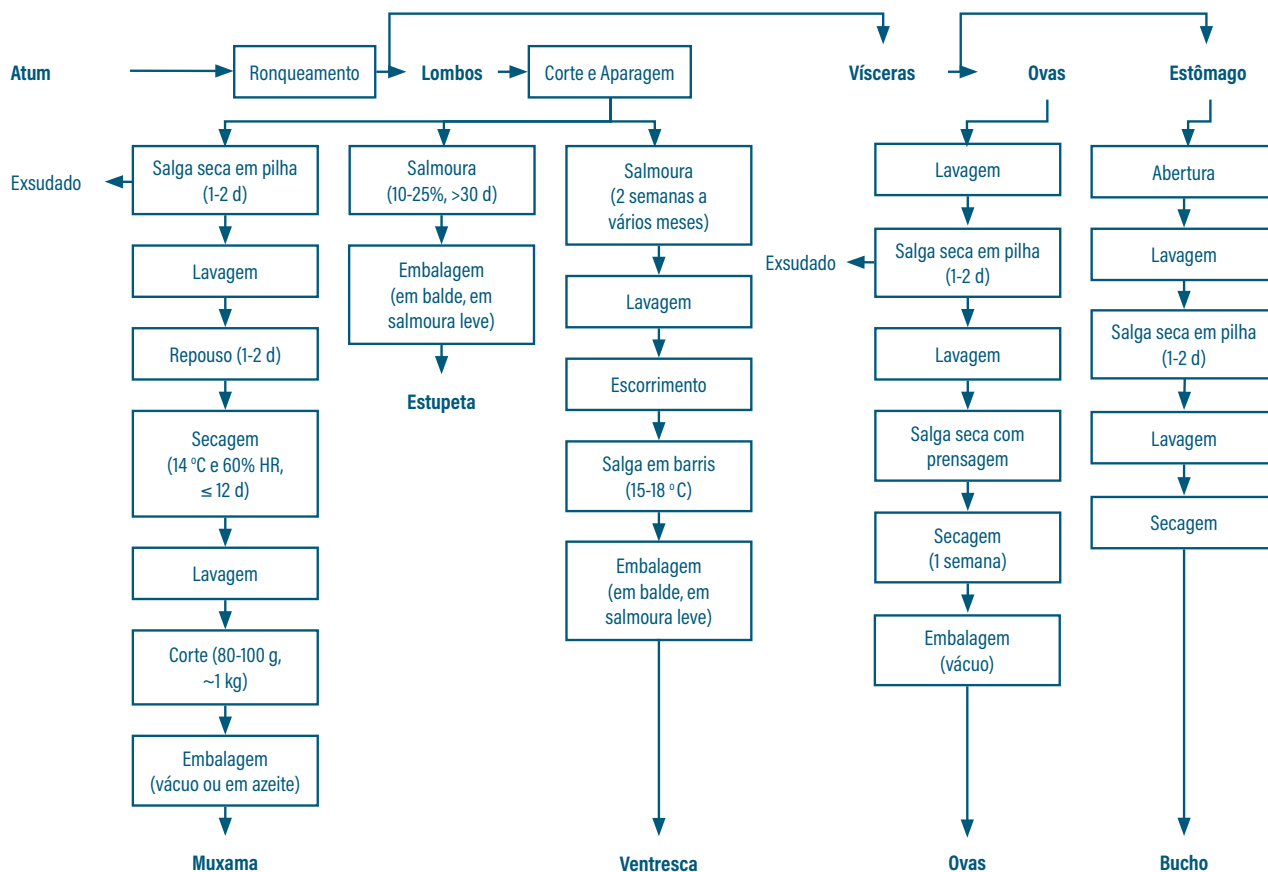 Atum
Ronqueamento
Lombos
Corte e Aparagem
Vísceras
Ovas
Estômago
Exsudado
Salga seca em pilha
(1-2 d)
Lavagem
Repouso (1-2 d)
Secagem
(14 ºC e 60% HR,
≤ 12 d)
Lavagem
Corte (80-100 g,
~1 kg)
Embalagem
(vácuo ou em azeite)
Muxama
Salmoura
(10-25%, >30 d)
Embalagem
(em balde, em
salmoura leve)
Estupeta
Salmoura
(2 semanas a
vários meses)
Lavagem
Escorrimento
Salga em barris
(15-18 º C)
Embalagem
(em balde, em
salmoura leve)
Ventresca
Lavagem
Exsudado
Salga seca em pilha
(1-2 d)
Lavagem
Salga seca com
prensagem
Secagem
(1 semana)
Embalagem
(vácuo)
Ovas
Abertura
Lavagem
Salga seca em pilha
(1-2 d)
Lavagem
Secagem
Bucho